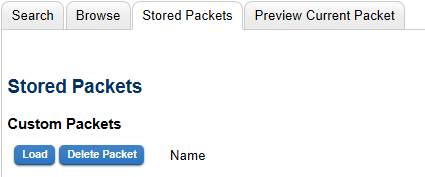 Search Browse Stored Packets Preview Current Packet
Stored Packets
Custom Packets
Load Delete Packet Name